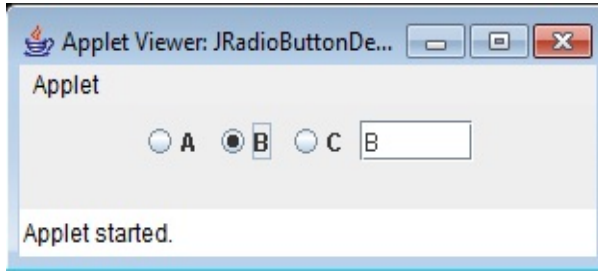 Applet Viewer: JRadioButtonDe...
Applet
A B C B
Applet started.